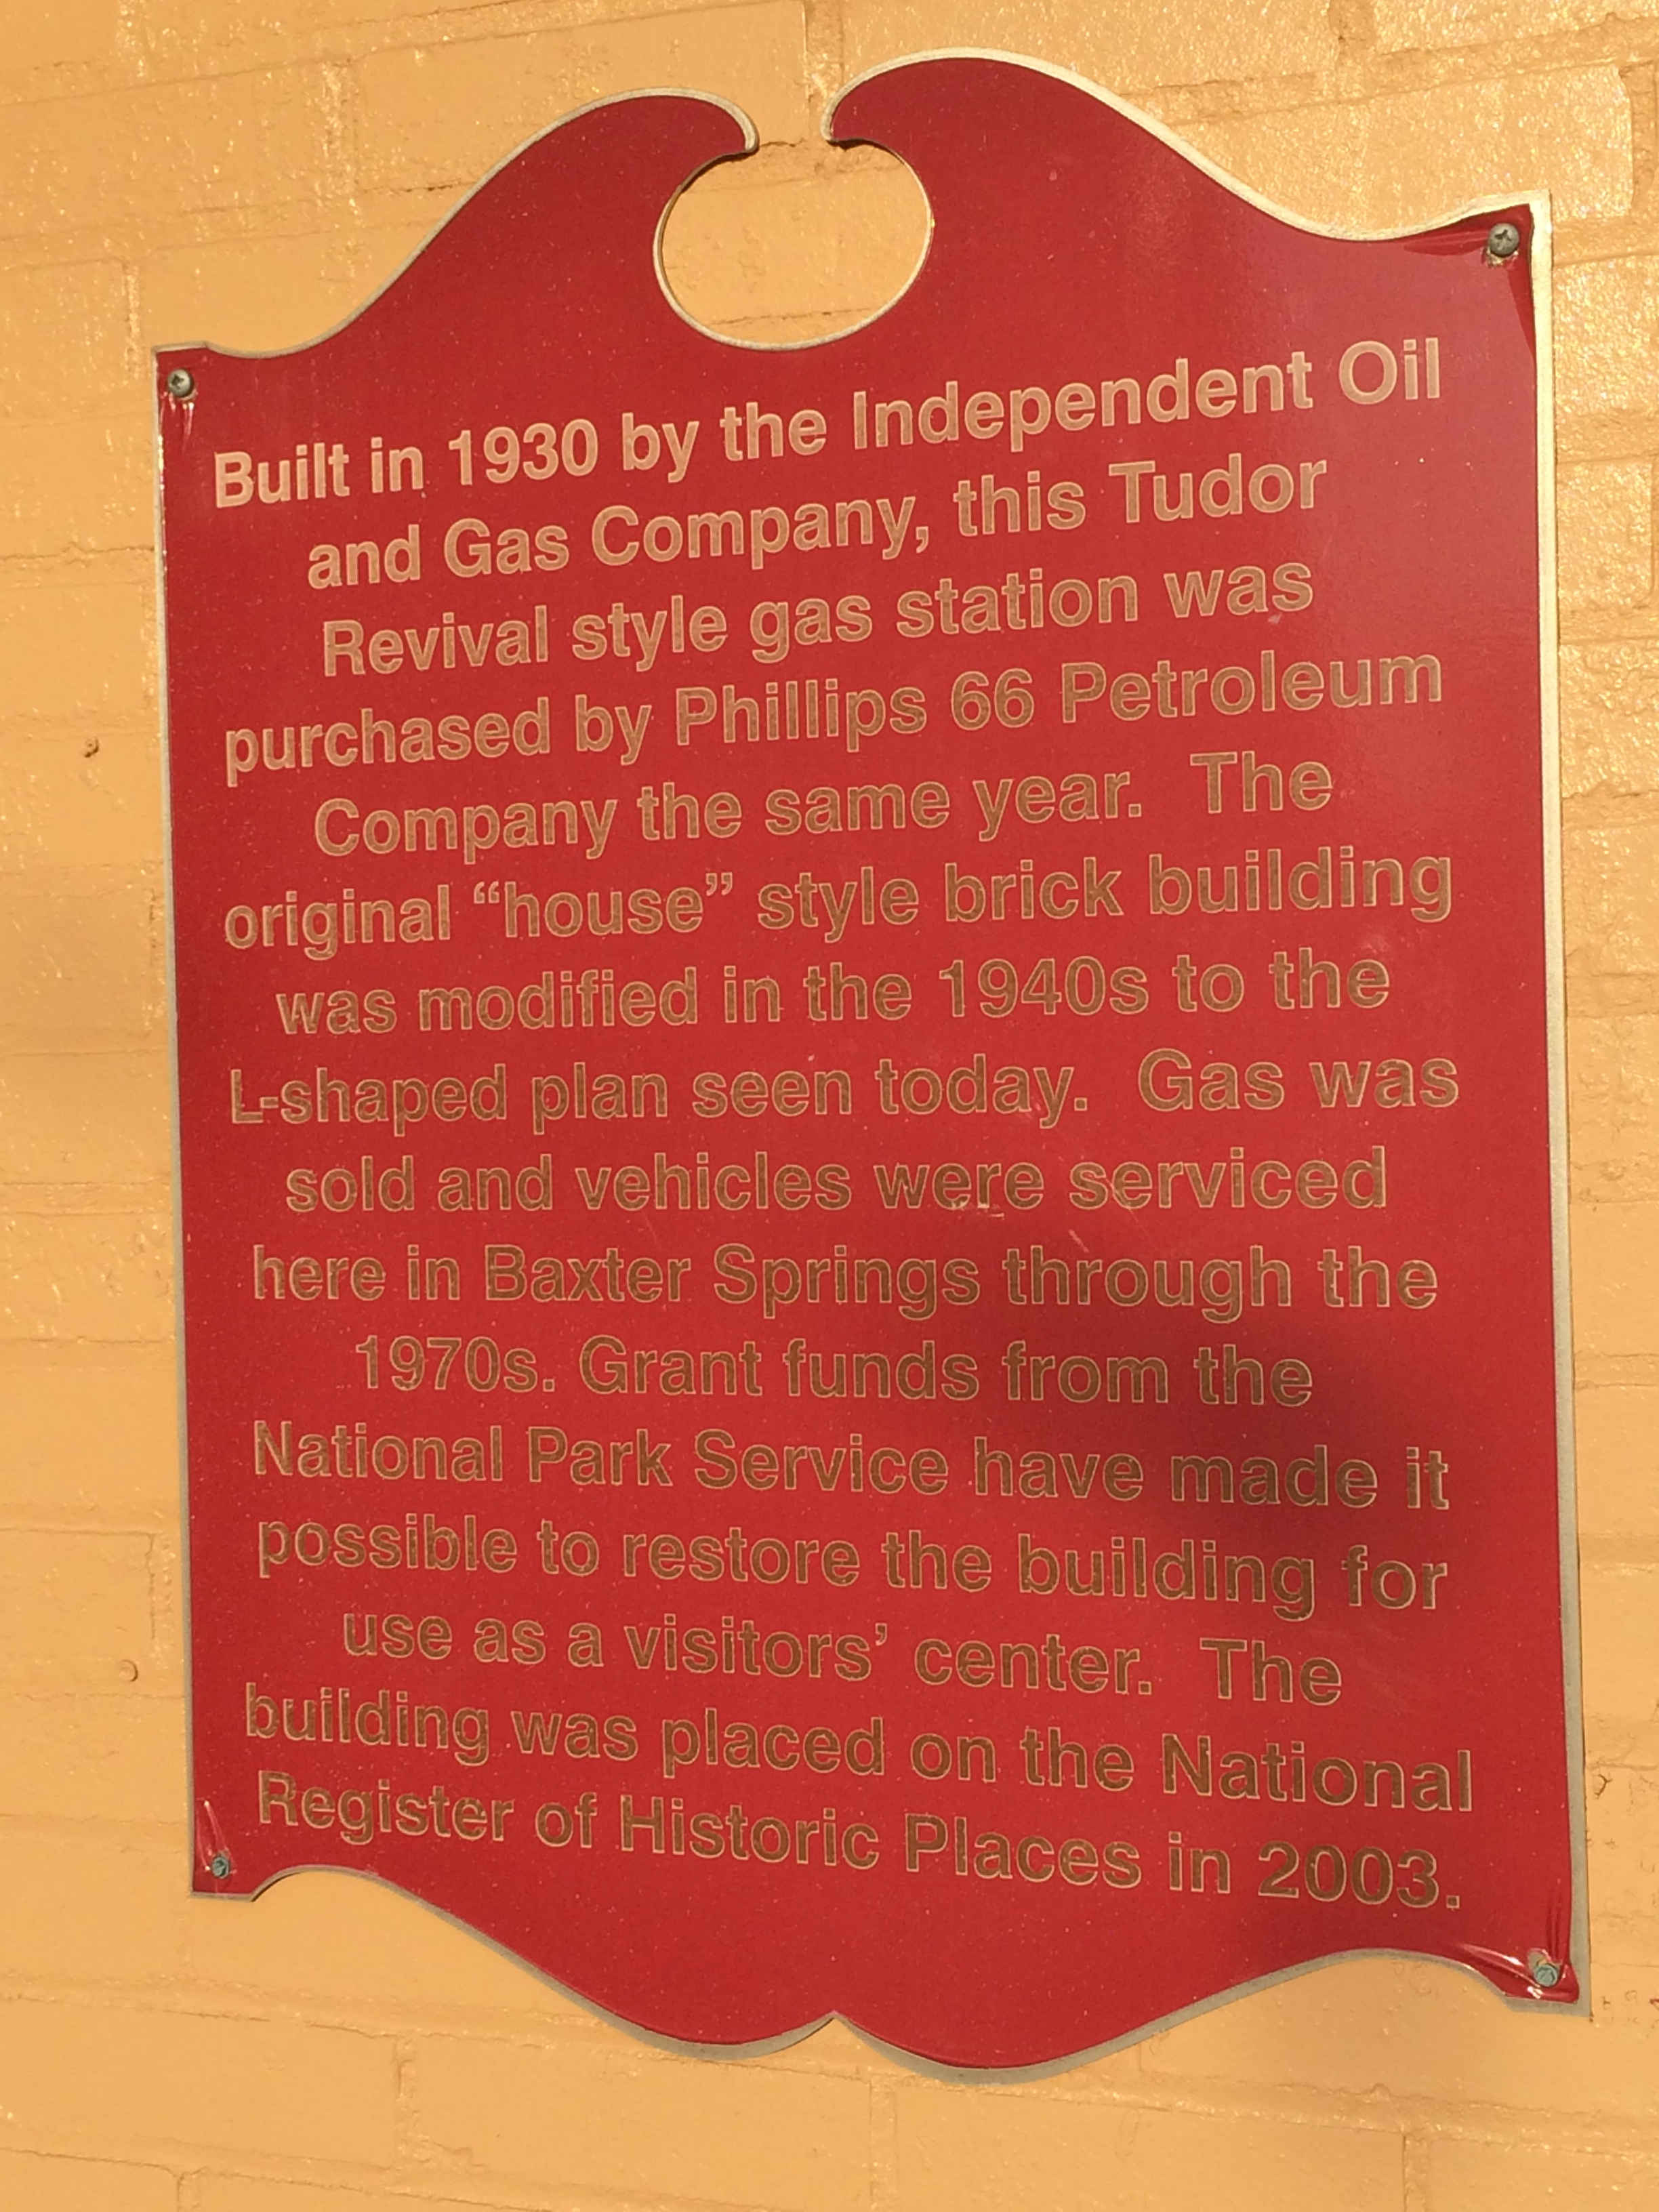 Built in 1930 by the Independent Oil
and Gas Company, this Tudor
Revival style gas station was
purchased by Phillips 66 Petroleum
Company the same year.  The
original “house” style brick building
was modified in the 1940s to the
L-shaped plan seen today.  Gas was
sold and vehicles were serviced
here in Baxter Springs through the
1970s. Grant funds from the
National Park Service have made it
possible to restore the building for
use as a visitors’ center.  The
building was placed on the National
Register of Historic Places in 2003.